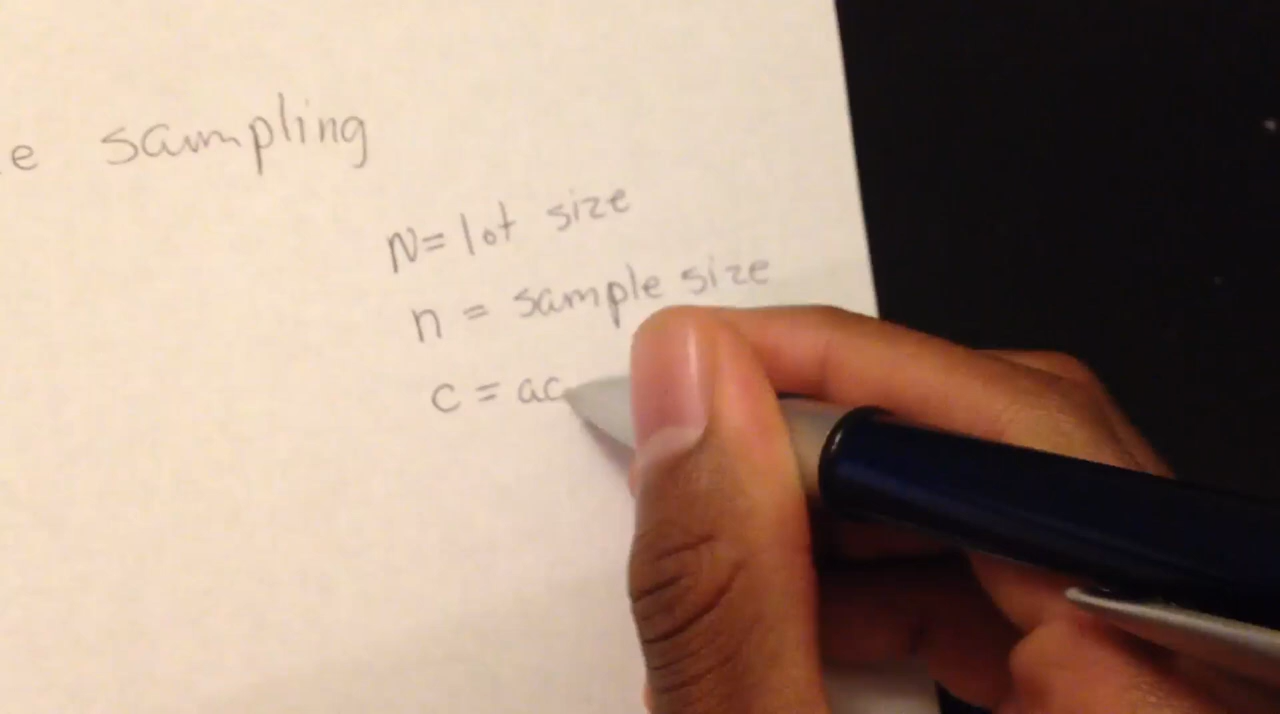 e sampling
N= lot size
n = sample size
c = ac